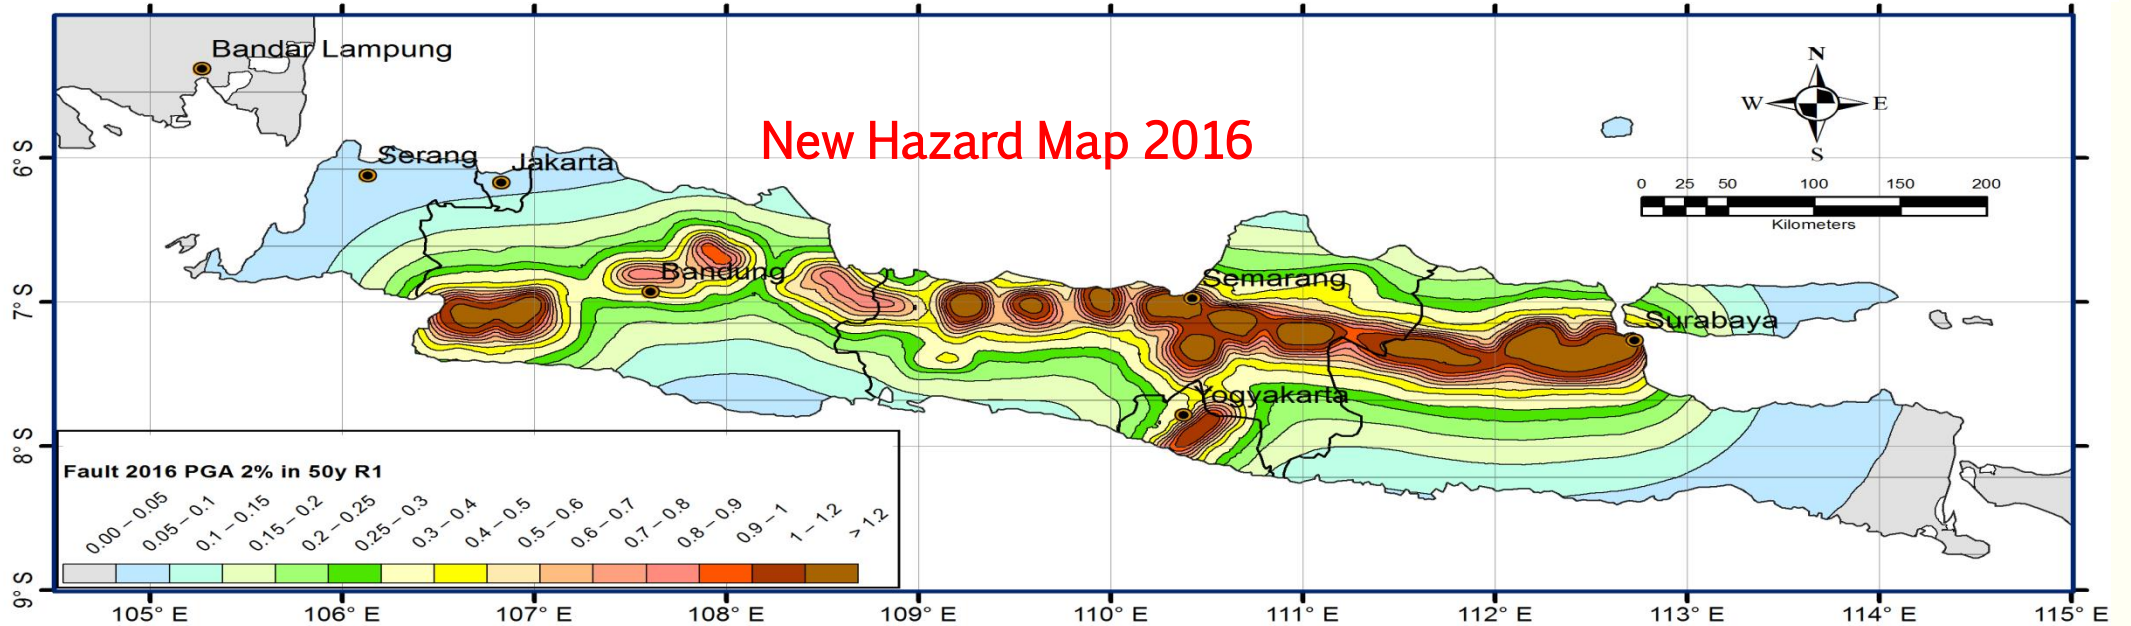 Bandar Lampung
N
W E
S
New Hazard Map 2016
Serang
Jakarta
0 25 50 100 150 200
Kilometers
Bandung
Semarang
Surabaya
Yogyakarta
6° S
7° S
8° S
9° S
Fault 2016 PGA 2% in 50y R1
0.00 – 0.05
0.05 – 0.1
0.1 – 0.15
0.15 – 0.2
0.2 – 0.25
0.25 – 0.3
0.3 – 0.4
0.4 – 0.5
0.5 – 0.6
0.6 – 0.7
0.7 – 0.8
0.8 – 0.9
0.9 – 1
1 – 1.2
> 1.2
105° E 106° E 107° E 108° E 109° E 110° E 111° E 112° E 113° E 114° E 115° E